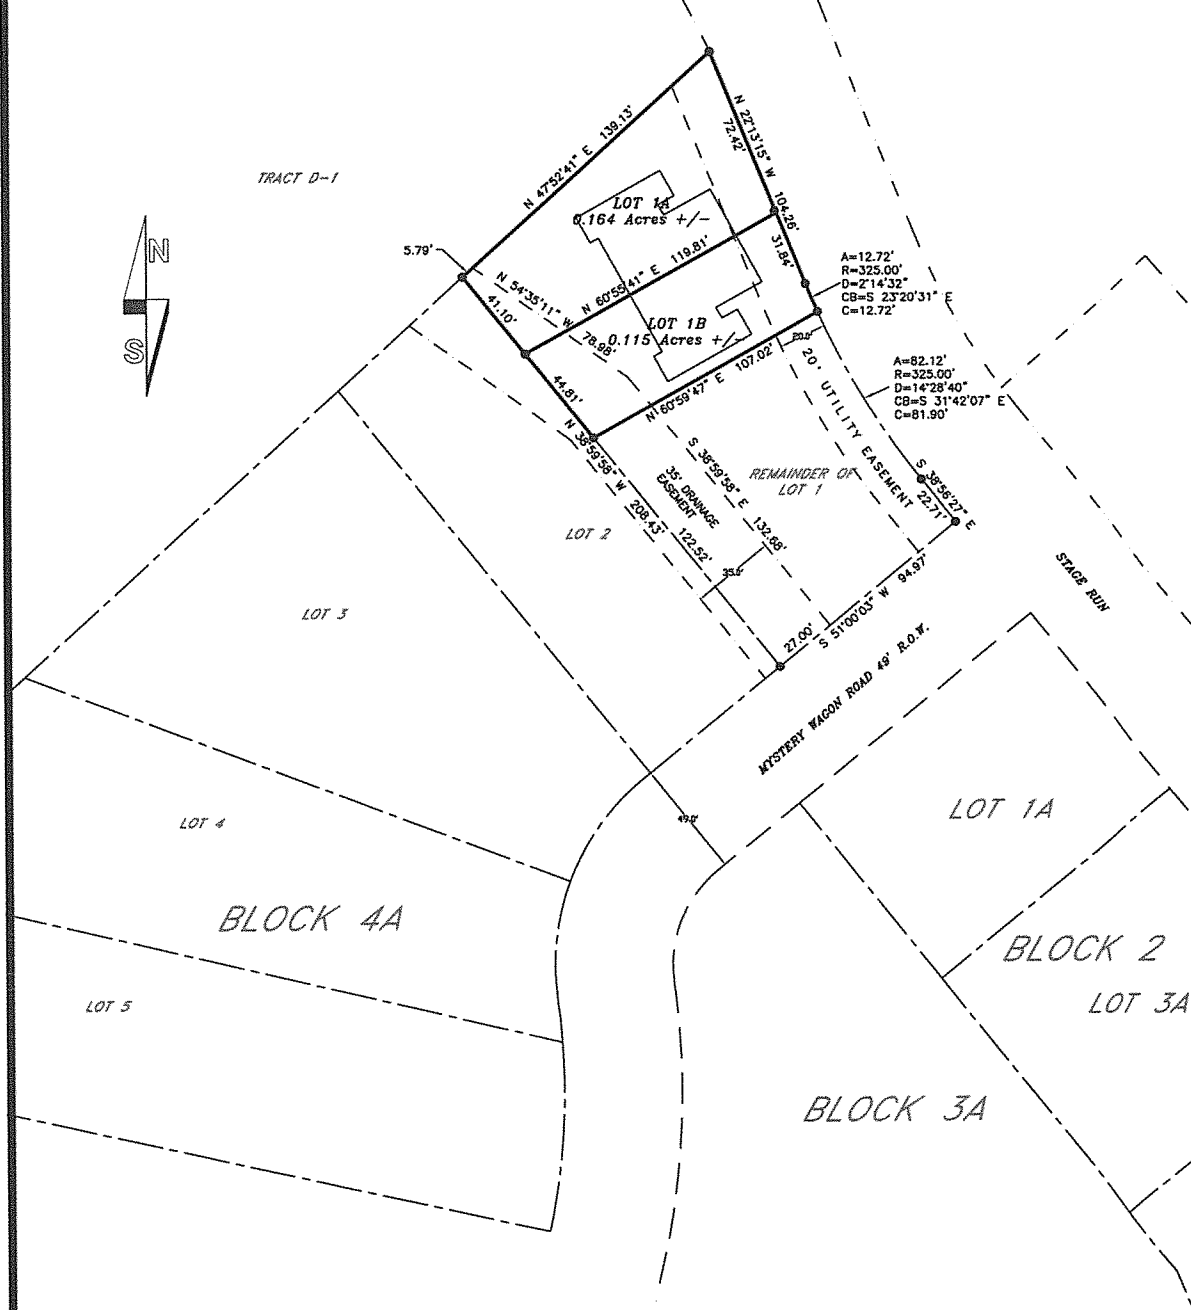 TRACT D-1
N
S
N 47°52'41" E 139.13'
N 22°13'15" W
72.42'
104.26'
31.84'
LOT 1A
0.164 Acres +/-
5.79'
N 60°55'41" E 119.81'
N 54°35'11" W
78.98'
41.10'
LOT 1B
0.115 Acres +/-
A=12.72'
R=325.00'
D=2°14'32"
CB=S 23°20'31" E
C=12.72'
20.0'
N 60°59'47" E 107.02'
44.81'
A=82.12'
R=325.00'
D=14°28'40"
CB=S 31°42'07" E
C=81.90'
20' UTILITY EASEMENT
N 38°59'58" W 208.43'
S 38°59'58" E 132.68'
35' DRAINAGE
EASEMENT
122.52'
35.0'
REMAINDER OF
LOT 1
S 38°56'27" E
22.71'
LOT 2
27.00'
S 51°00'03" W 94.97'
STAGE RUN
MYSTERY WAGON ROAD 49' R.O.W.
LOT 3
49.0'
LOT 4
BLOCK 4A
LOT 5
LOT 1A
BLOCK 2
LOT 3A
BLOCK 3A